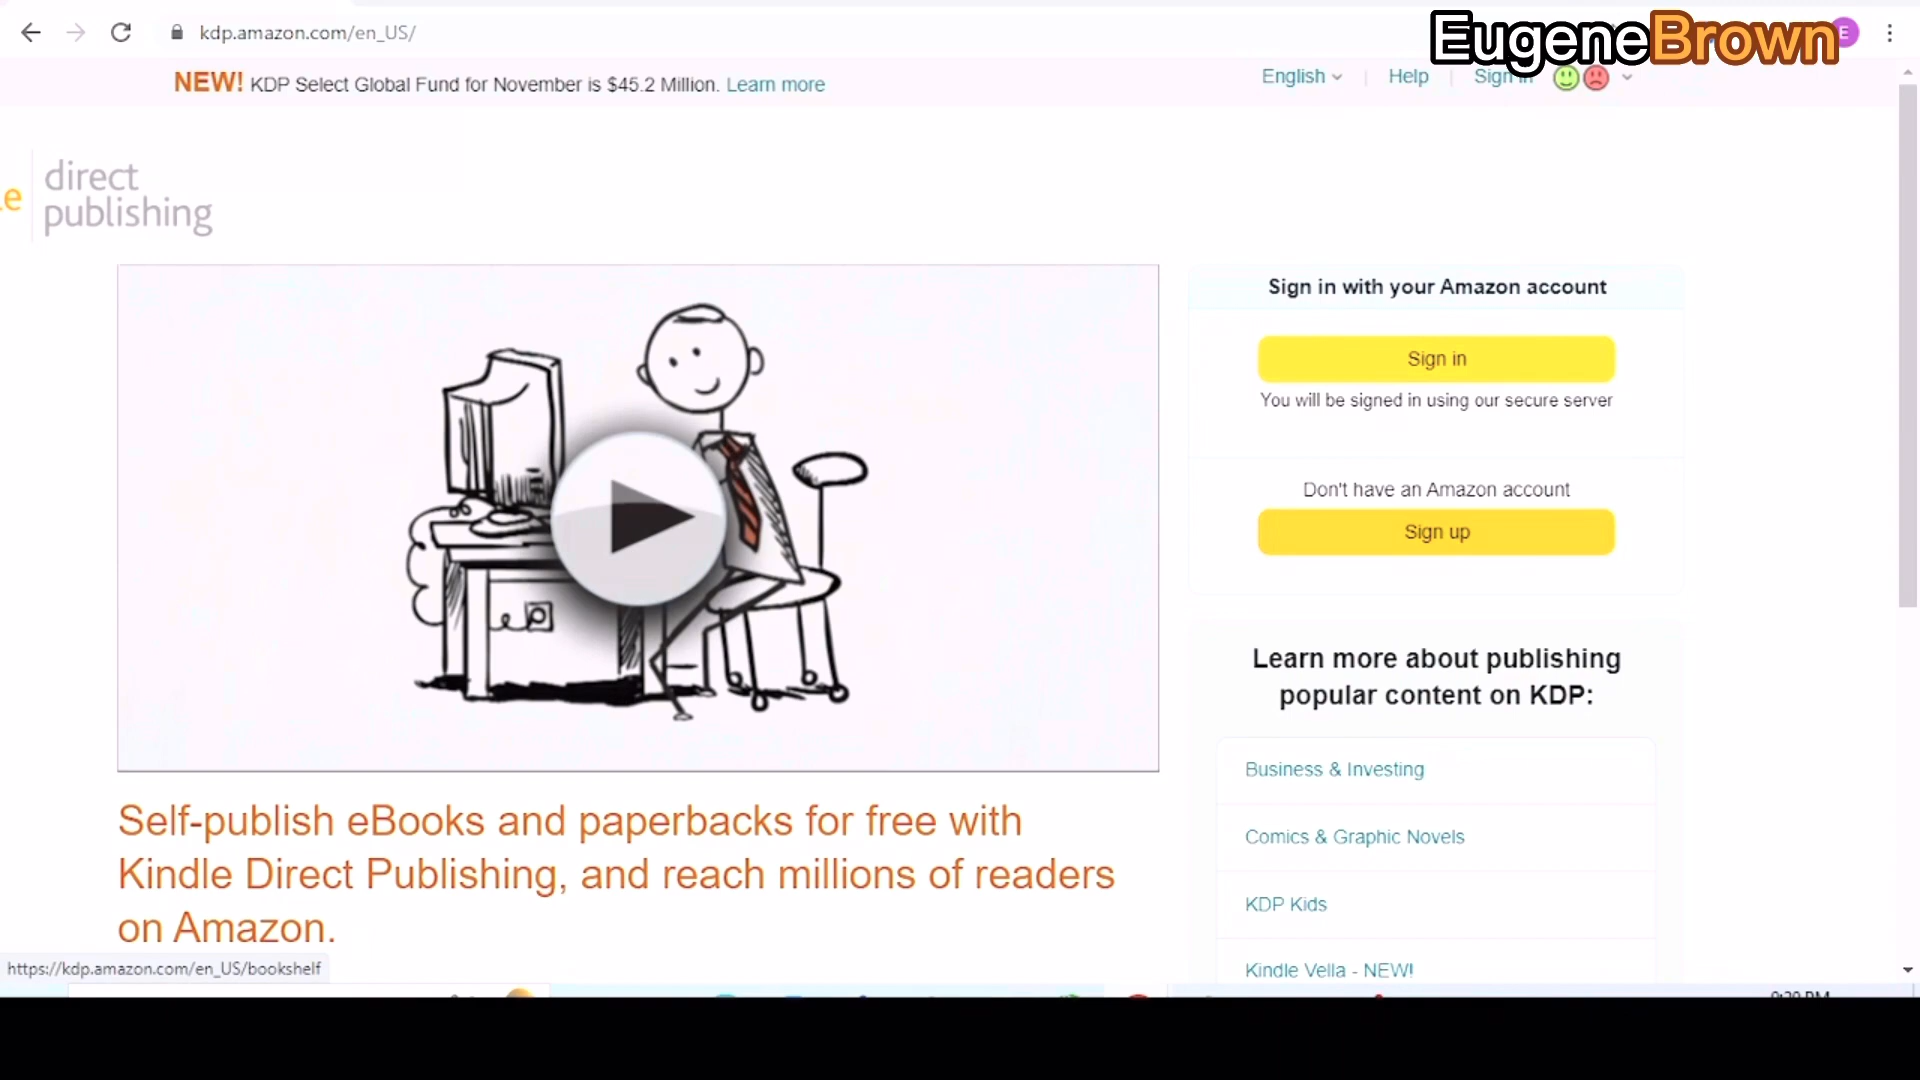 kdp.amazon.com/en_US/
EugeneBrown
E
NEW! KDP Select Global Fund for November is $45.2 Million. Learn more
English
Help
Sign in
direct
publishing
Sign in with your Amazon account
Sign in
You will be signed in using our secure server
Don't have an Amazon account
Sign up
Learn more about publishing
popular content on KDP:
Business & Investing
Comics & Graphic Novels
KDP Kids
Kindle Vella - NEW!
Self-publish eBooks and paperbacks for free with
Kindle Direct Publishing, and reach millions of readers
on Amazon.
https://kdp.amazon.com/en_US/bookshelf